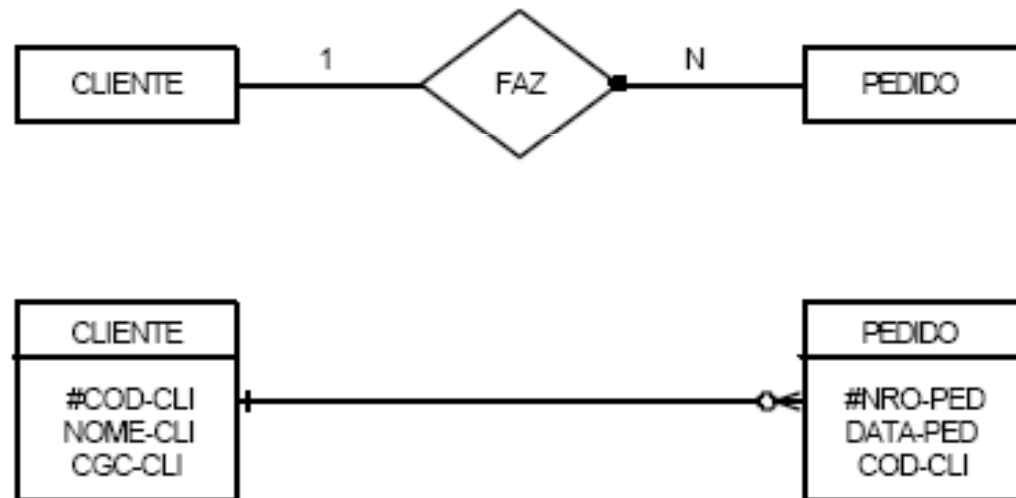 CLIENTE
1
FAZ
N
PEDIDO
CLIENTE
#COD-CLI
NOME-CLI
CGC-CLI
PEDIDO
#NRO-PED
DATA-PED
COD-CLI